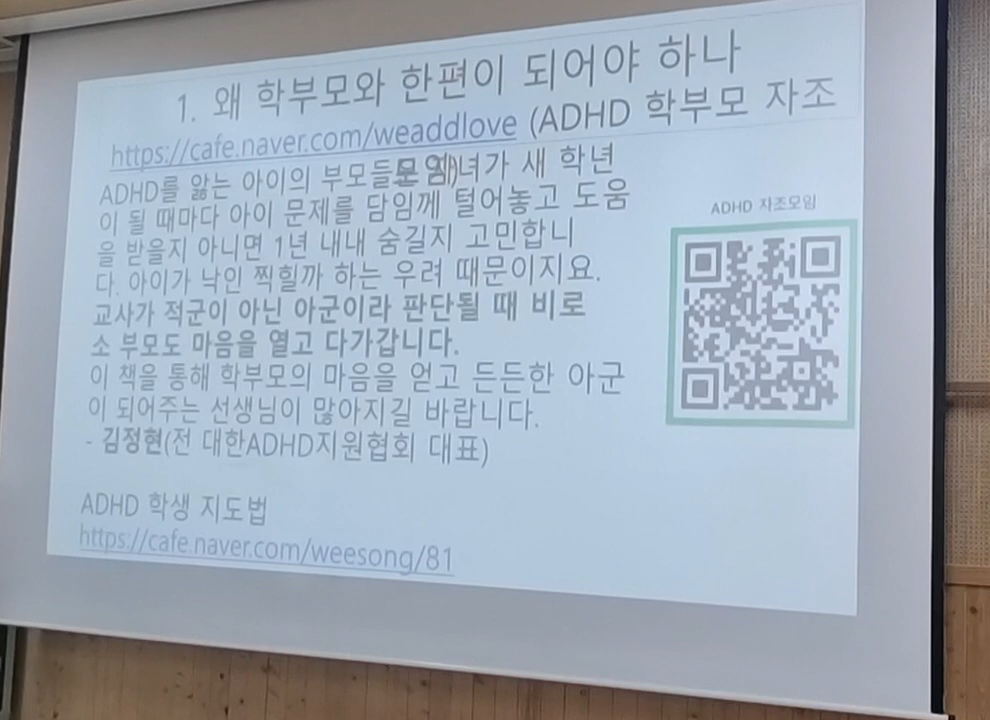 1. 왜 학부모와 한편이 되어야 하나
https://cafe.naver.com/weaddlove (ADHD 학부모 자조
모임)
ADHD를 앓는 아이의 부모들은 자녀가 새 학년
이 될 때마다 아이 문제를 담임께 털어놓고 도움
을 받을지 아니면 1년 내내 숨길지 고민합니
다. 아이가 낙인 찍힐까 하는 우려 때문이지요.
교사가 적군이 아닌 아군이라 판단될 때 비로
소 부모도 마음을 열고 다가갑니다.
이 책을 통해 학부모의 마음을 얻고 든든한 아군
이 되어주는 선생님이 많아지길 바랍니다.
- 김정현(전 대한ADHD지원협회 대표)
ADHD 자조모임
ADHD 학생 지도법
https://cafe.naver.com/weesong/81